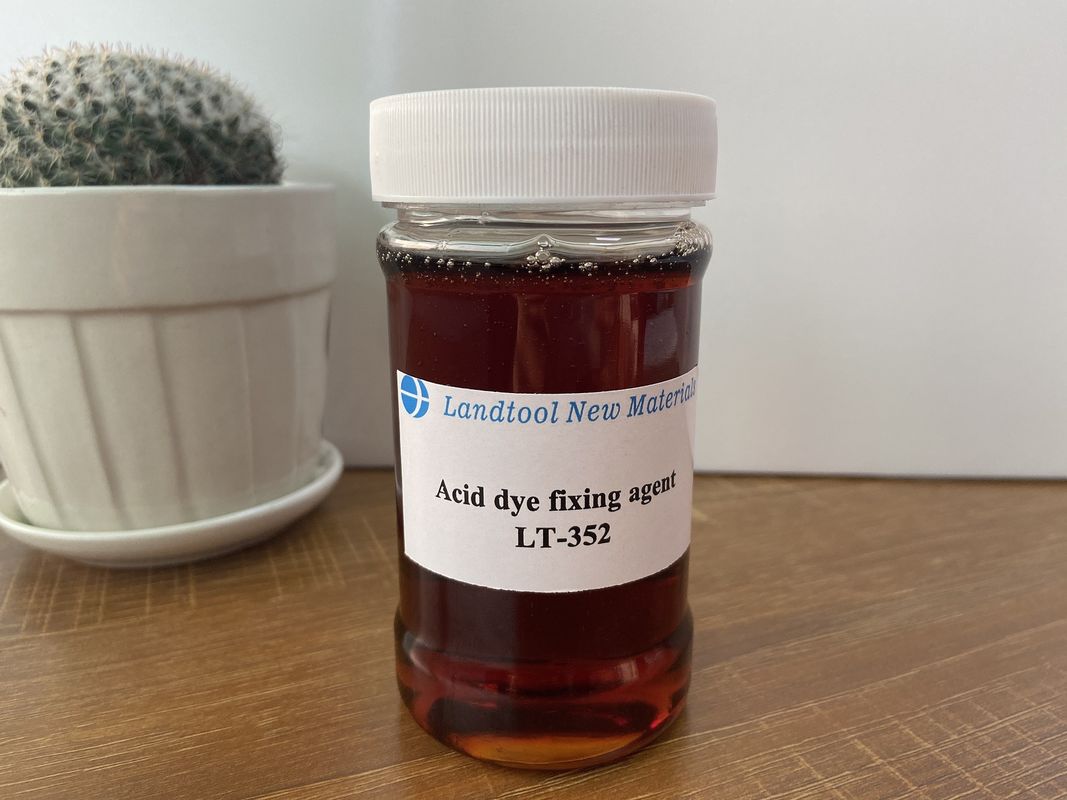 Landtool New Materials
Acid dye fixing agent
LT-352